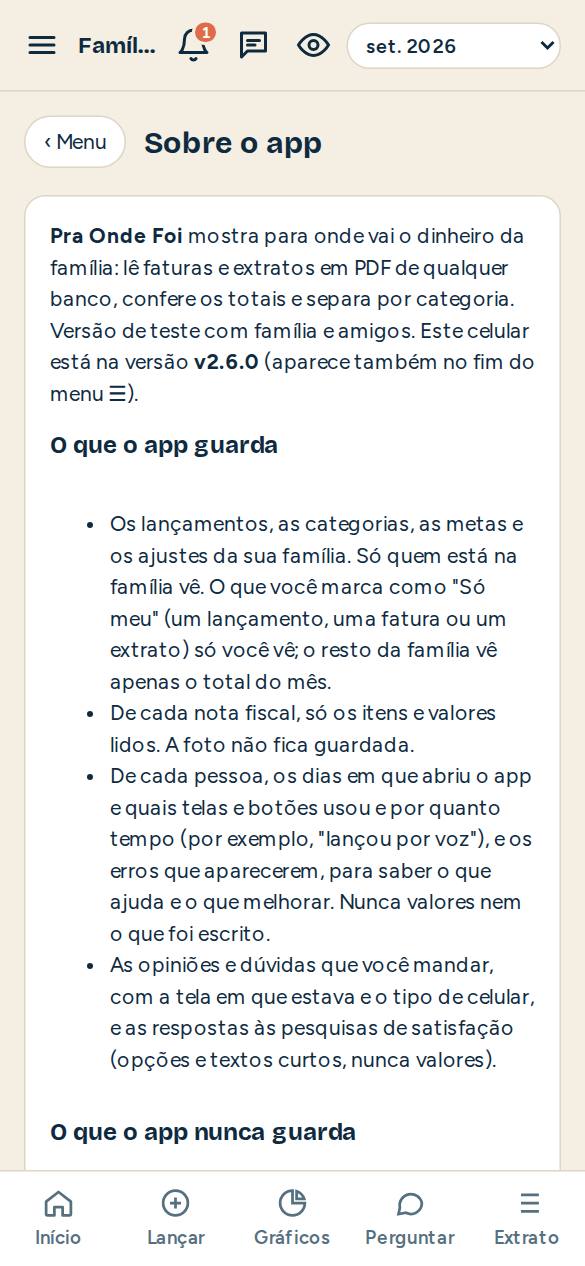 Famíl...
1
set. 2026
‹ Menu
Sobre o app
Pra Onde Foi mostra para onde vai o dinheiro da
família: lê faturas e extratos em PDF de qualquer
banco, confere os totais e separa por categoria.
Versão de teste com família e amigos. Este celular
está na versão v2.6.0 (aparece também no fim do
menu ☰).
O que o app guarda
• Os lançamentos, as categorias, as metas e
os ajustes da sua família. Só quem está na
família vê. O que você marca como "Só
meu" (um lançamento, uma fatura ou um
extrato) só você vê; o resto da família vê
apenas o total do mês.
• De cada nota fiscal, só os itens e valores
lidos. A foto não fica guardada.
• De cada pessoa, os dias em que abriu o app
e quais telas e botões usou e por quanto
tempo (por exemplo, "lançou por voz"), e os
erros que aparecerem, para saber o que
ajuda e o que melhorar. Nunca valores nem
o que foi escrito.
• As opiniões e dúvidas que você mandar,
com a tela em que estava e o tipo de celular,
e as respostas às pesquisas de satisfação
(opções e textos curtos, nunca valores).
O que o app nunca guarda
Início
Lançar
Gráficos
Perguntar
Extrato